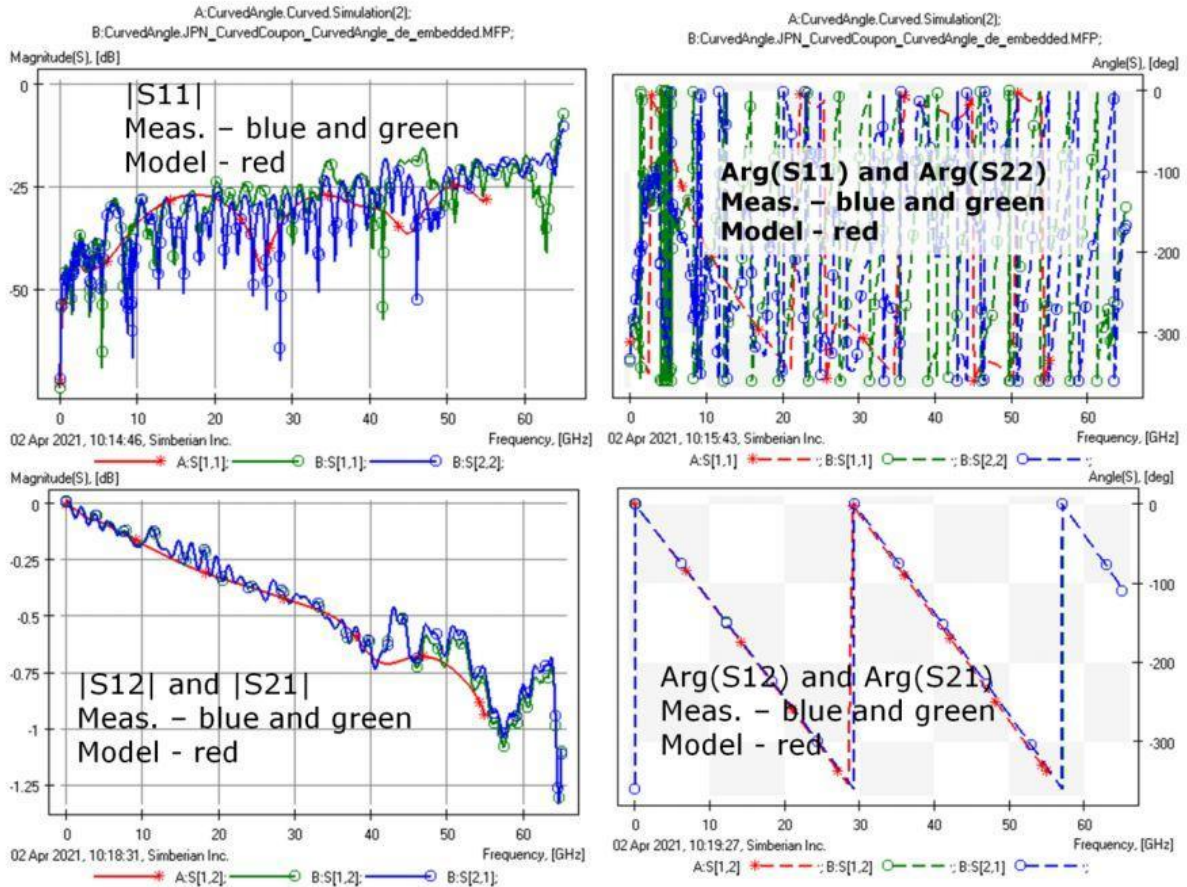 A:CurvedAngle.Curved.Simulation(2);
B:CurvedAngle.JPN_CurvedCoupon_CurvedAngle_de_embedded.MFP;
Magnitude(S), [dB]
0
-25
-50
|S11|
Meas. – blue and green
Model - red
0
10
20
30
40
50
60
02 Apr 2021, 10:14:46, Simberian Inc.
Frequency, [GHz]
A:S[1,1];
B:S[1,1];
B:S[2,2];
A:CurvedAngle.Curved.Simulation(2);
B:CurvedAngle.JPN_CurvedCoupon_CurvedAngle_de_embedded.MFP;
Angle(S), [deg]
0
-100
-200
-300
Arg(S11) and Arg(S22)
Meas. – blue and green
Model - red
0
10
20
30
40
50
60
02 Apr 2021, 10:15:43, Simberian Inc.
Frequency, [GHz]
A:S[1,1]
; B:S[1,1]
; B:S[2,2]
;
Magnitude(S), [dB]
0
-0.25
-0.5
-0.75
-1
-1.25
|S12| and |S21|
Meas. – blue and green
Model - red
0
10
20
30
40
50
60
02 Apr 2021, 10:18:31, Simberian Inc.
Frequency, [GHz]
A:S[1,2];
B:S[1,2];
B:S[2,1];
Angle(S), [deg]
0
-100
-200
-300
Arg(S12) and Arg(S21)
Meas. – blue and green
Model - red
0
10
20
30
40
50
60
02 Apr 2021, 10:19:27, Simberian Inc.
Frequency, [GHz]
A:S[1,2]
; B:S[1,2]
; B:S[2,1]
;